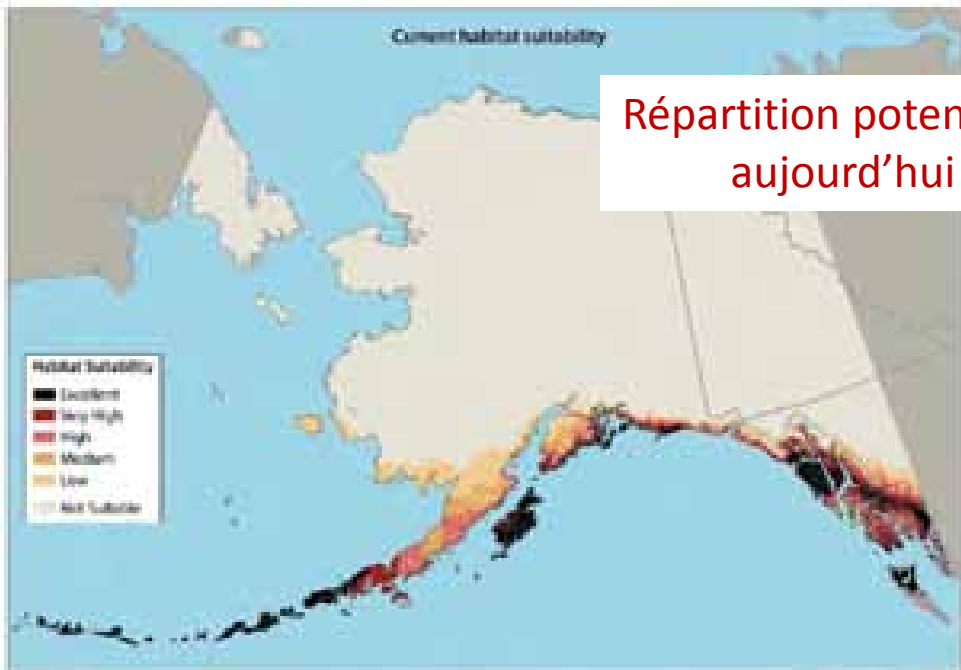 Current habitat suitability
Répartition poten
aujourd’hui
Habitat Suitability
Excellent
Very High
High
Medium
Low
Not Suitable